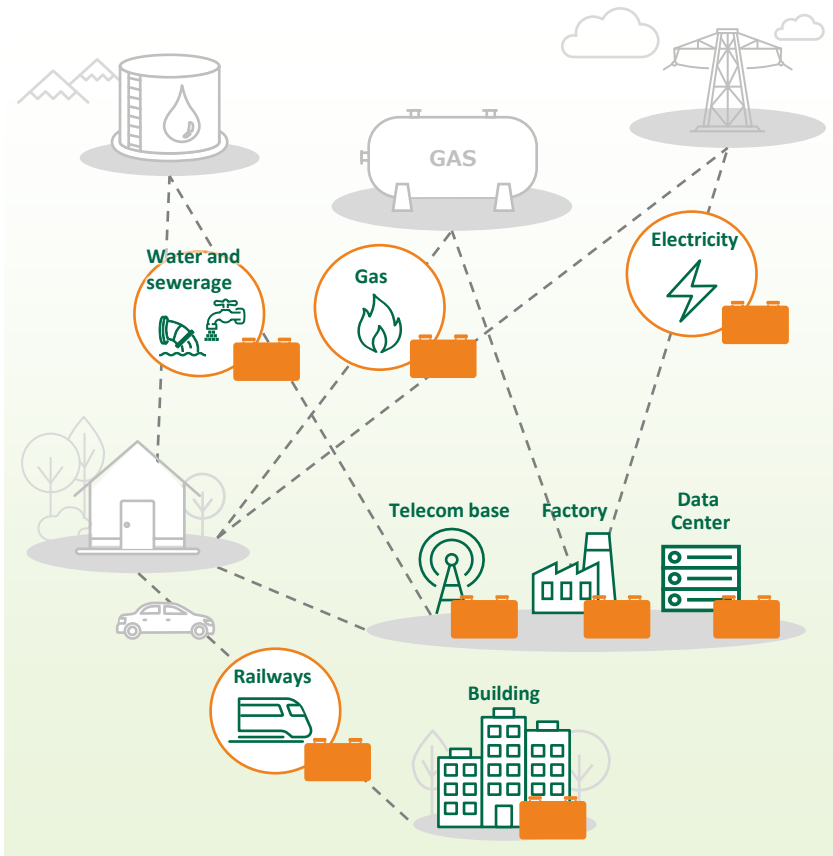 GAS
Electricity
Water and
sewerage
Gas
Telecom base
Factory
Data
Center
Railways
Building